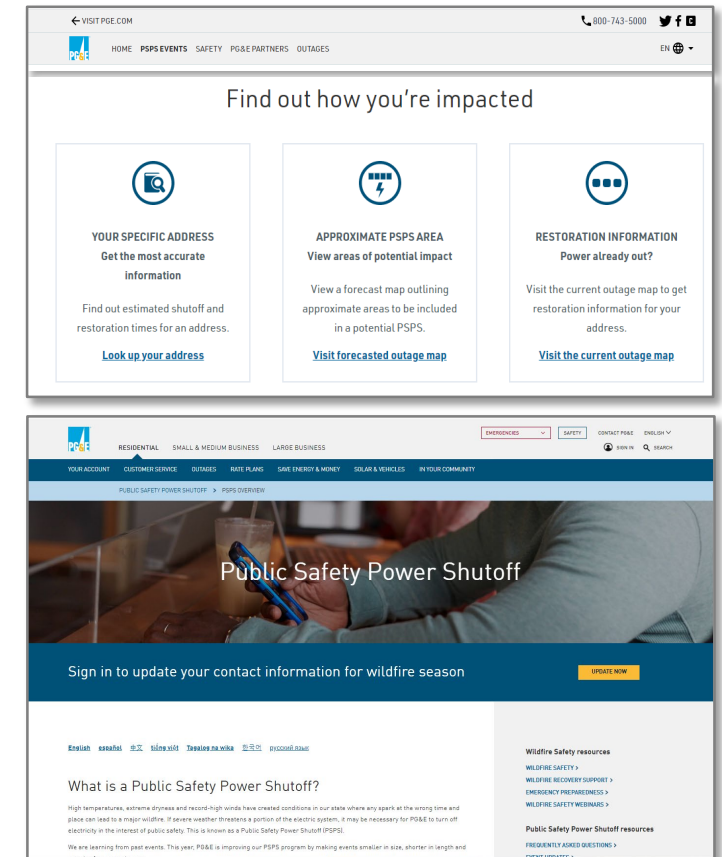 VISIT PGE.COM
800-743-5000
PG&E
HOME PSPS EVENTS SAFETY PG&E PARTNERS OUTAGES
EN
Find out how you're impacted
YOUR SPECIFIC ADDRESS
Get the most accurate
information
Find out estimated shutoff and
restoration times for an address.
Look up your address
APPROXIMATE PSPS AREA
View areas of potential impact
View a forecast map outlining
approximate areas to be included
in a potential PSPS.
Visit forecasted outage map
RESTORATION INFORMATION
Power already out?
Visit the current outage map to get
restoration information for your
address.
Visit the current outage map
EMERGENCIES SAFETY CONTACT PG&E ENGLISH
PG&E
RESIDENTIAL SMALL & MEDIUM BUSINESS LARGE BUSINESS
SIGN IN SEARCH
YOUR ACCOUNT CUSTOMER SERVICE OUTAGES RATE PLANS SAVE ENERGY & MONEY SOLAR & VEHICLES IN YOUR COMMUNITY
PUBLIC SAFETY POWER SHUTOFF > PSPS OVERVIEW
Public Safety Power Shutoff
Sign in to update your contact information for wildfire season
UPDATE NOW
English español 中文 tiếng việt Tagalog na wika 한국어 русский язык
What is a Public Safety Power Shutoff?
High temperatures, extreme dryness and record-high winds have created conditions in our state where any spark at the wrong time and
place can lead to a major wildfire. If severe weather threatens a portion of the electric system, it may be necessary for PG&E to turn off
electricity in the interest of public safety. This is known as a Public Safety Power Shutoff (PSPS).
We are learning from past events. This year, PG&E is improving our PSPS program by making events smaller in size, shorter in length and
Wildfire Safety resources
WILDFIRE SAFETY >
WILDFIRE RECOVERY SUPPORT >
EMERGENCY PREPAREDNESS >
WILDFIRE SAFETY WEBINARS >
Public Safety Power Shutoff resources
FREQUENTLY ASKED QUESTIONS >
EVENT UPDATES >